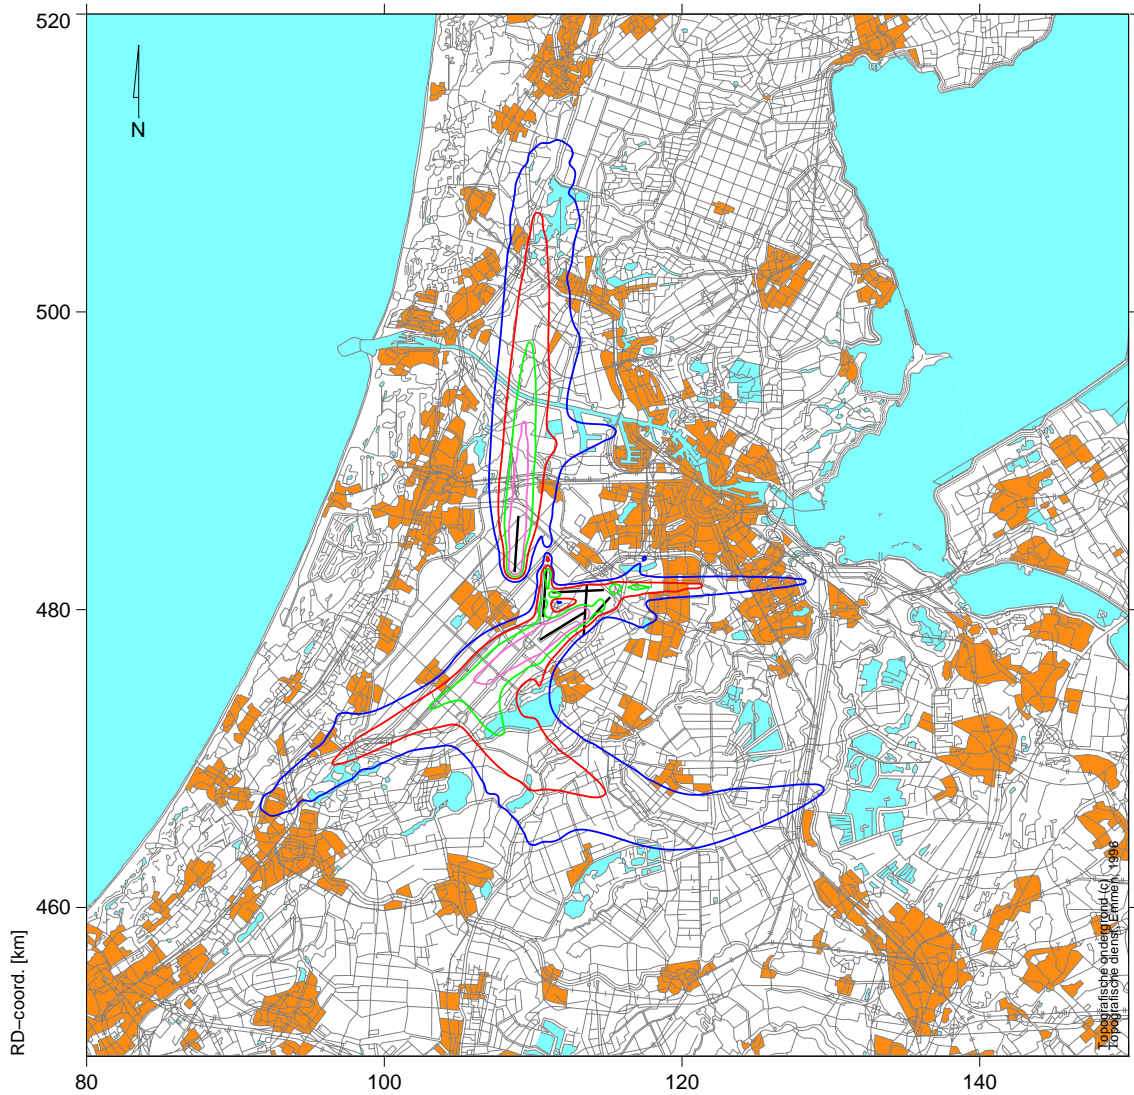 520
N
500
480
460
RD−coord. [km]
80
100
120
140
Topografische ondergrond (c)
Topografische dienst, Emmen, 1996